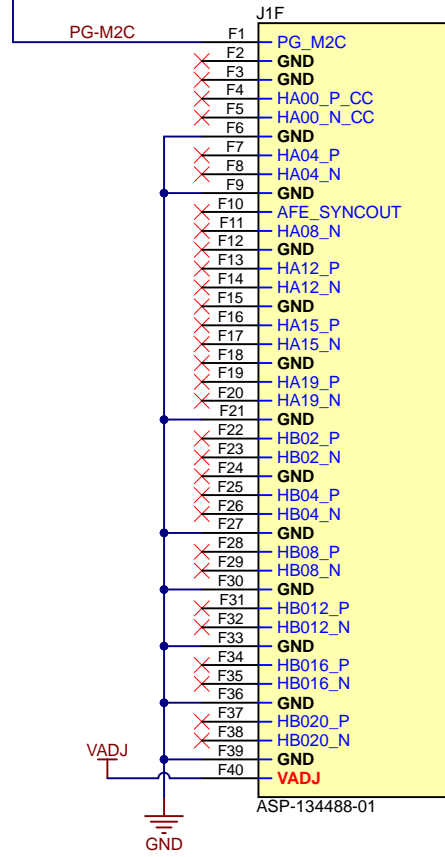 J1F
PG-M2C F1 PG_M2C
F2 GND
F3 GND
F4 HA00_P_CC
F5 HA00_N_CC
F6 GND
F7 HA04_P
F8 HA04_N
F9 GND
F10 AFE_SYNCOUT
F11 HA08_N
F12 GND
F13 HA12_P
F14 HA12_N
F15 GND
F16 HA15_P
F17 HA15_N
F18 GND
F19 HA19_P
F20 HA19_N
F21 GND
F22 HB02_P
F23 HB02_N
F24 GND
F25 HB04_P
F26 HB04_N
F27 GND
F28 HB08_P
F29 HB08_N
F30 GND
F31 HB012_P
F32 HB012_N
F33 GND
F34 HB016_P
F35 HB016_N
F36 GND
F37 HB020_P
F38 HB020_N
F39 GND
VADJ
F40 VADJ
ASP-134488-01
GND